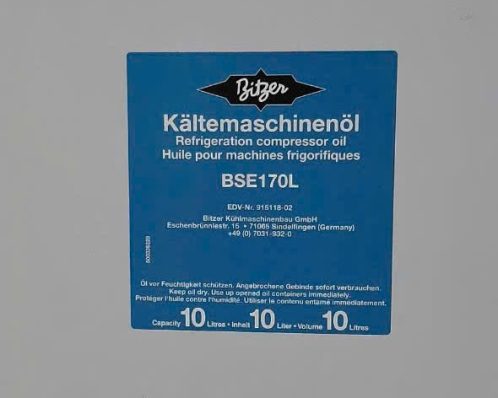 Bitzer
Kältemaschinenöl
Refrigeration compressor oil
Huile pour machines frigorifiques
BSE170L
EDV-Nr. 915118-02
Bitzer Kühlmaschinenbau GmbH
Eschenbrünnlestr. 15 • 71065 Sindelfingen (Germany)
+49 (0) 7031-932-0
Öl vor Feuchtigkeit schützen. Angebrochene Gebinde sofort verbrauchen.
Keep oil dry. Use up opened oil containers immediately.
Protéger l'huile contre l'humidité. Utiliser le contenu entamé immédiatement.
Capacity 10 Litres • Inhalt 10 Liter • Volume 10 Litres